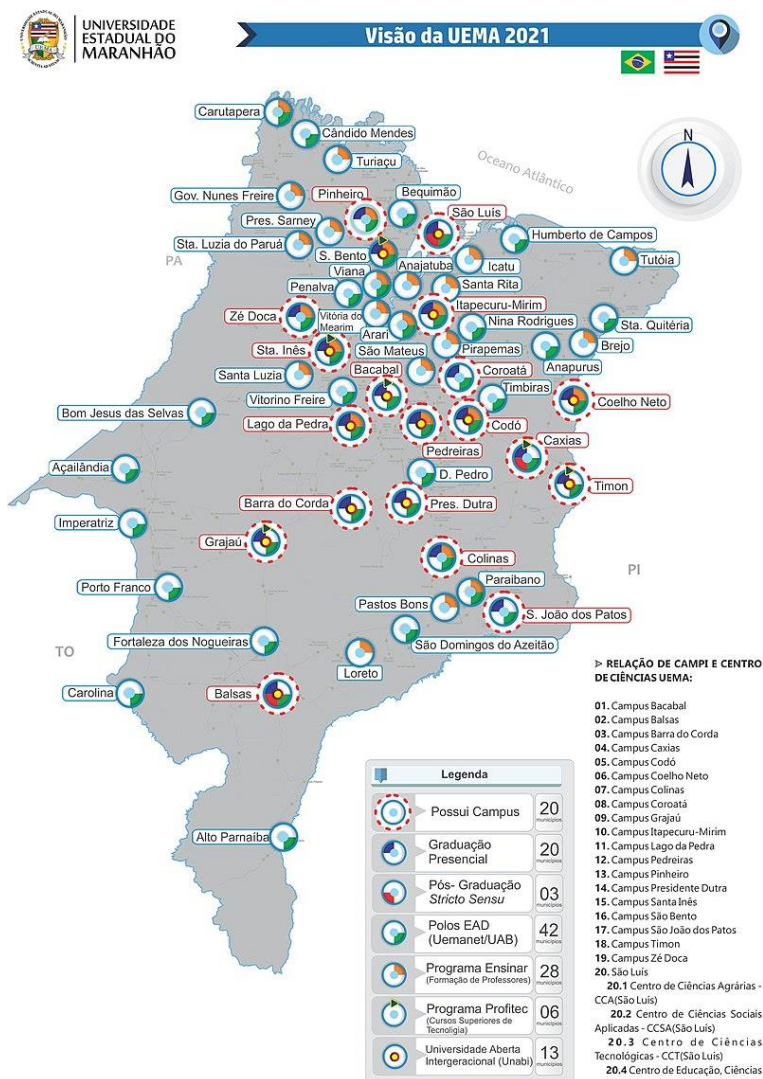 UNIVERSIDADE
ESTADUAL DO
MARANHÃO
Visão da UEMA 2021
Carutapera
Cândido Mendes
Turiaçu
Oceano Atlântico
N
Gov. Nunes Freire
Pinheiro
Bequimão
Pres. Sarney
São Luís
Sta. Luzia do Paruá
Humberto de Campos
S. Bento
PA
Viana
Anajatuba
Icatu
Tutóia
Penalva
Santa Rita
Zé Doca
Vitória do
Mearim
Itapecuru-Mirim
Arari
Nina Rodrigues
Sta. Quitéria
Sta. Inês
São Mateus
Pirapemas
Brejo
Santa Luzia
Bacabal
Coroatá
Anapurus
Vitorino Freire
Timbiras
Bom Jesus das Selvas
Coelho Neto
Lago da Pedra
Codó
Pedreiras
Caxias
Açailândia
D. Pedro
Timon
Barra do Corda
Pres. Dutra
Imperatriz
Grajaú
Colinas
PI
Porto Franco
Paraibano
Pastos Bons
S. João dos Patos
Fortaleza dos Nogueiras
São Domingos do Azeitão
TO
Loreto
Carolina
Balsas
Alto Parnaíba
Legenda
Possui Campus
20
municípios
Graduação
Presencial
20
municípios
Pós- Graduação
Stricto Sensu
03
municípios
Polos EAD
(Uemanet/UAB)
42
municípios
Programa Ensinar
(Formação de Professores)
28
municípios
Programa Profitec
(Cursos Superiores de
Tecnoligia)
06
municípios
Universidade Aberta
Intergeracional (Unabi)
13
municípios
RELAÇÃO DE CAMPI E CENTRO
DE CIÊNCIAS UEMA:
01. Campus Bacabal
02. Campus Balsas
03. Campus Barra do Corda
04. Campus Caxias
05. Campus Codó
06. Campus Coelho Neto
07. Campus Colinas
08. Campus Coroatá
09. Campus Grajaú
10. Campus Itapecuru-Mirim
11. Campus Lago da Pedra
12. Campus Pedreiras
13. Campus Pinheiro
14. Campus Presidente Dutra
15. Campus Santa Inês
16. Campus São Bento
17. Campus São João dos Patos
18. Campus Timon
19. Campus Zé Doca
20. São Luís
20.1 Centro de Ciências Agrárias -
CCA(São Luís)
20.2 Centro de Ciências Sociais
Aplicadas - CCSA(São Luís)
20.3 Centro de Ciências
Tecnológicas - CCT(São Luís)
20.4 Centro de Educação, Ciências